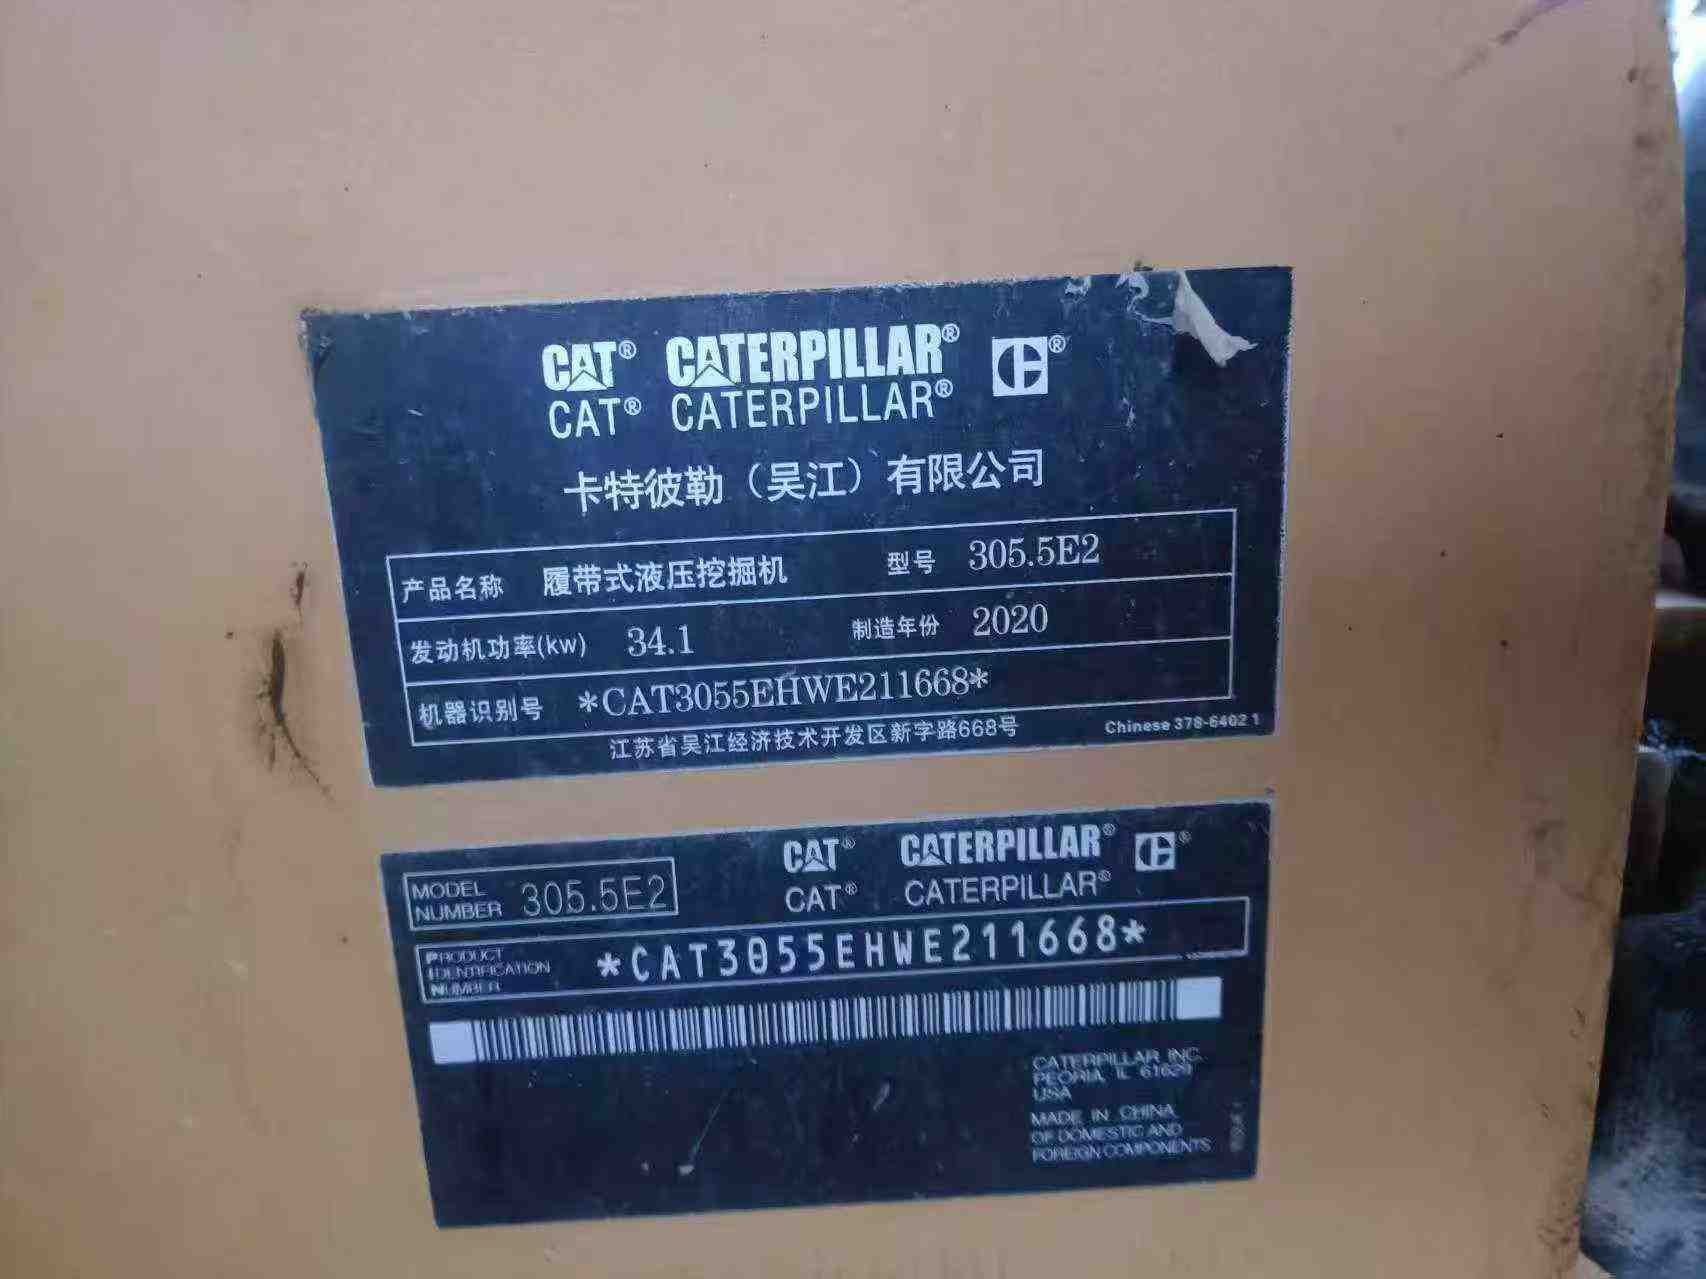 CAT® CATERPILLAR® CE®
CAT® CATERPILLAR®
卡特彼勒（吴江）有限公司
产品名称 履带式液压挖掘机 型号 305.5E2
发动机功率(kw) 34.1 制造年份 2020
机器识别号 *CAT3055EHWE211668*
江苏省吴江经济技术开发区新字路668号 Chinese 378-6402 1
CAT® CATERPILLAR® CE®
CAT® CATERPILLAR®
MODEL
NUMBER 305.5E2
PRODUCT
IDENTIFICATION
NUMBER *CAT3055EHWE211668*
CATERPILLAR INC.
PEORIA, IL 61629
USA
MADE IN CHINA
OF DOMESTIC AND
FOREIGN COMPONENTS